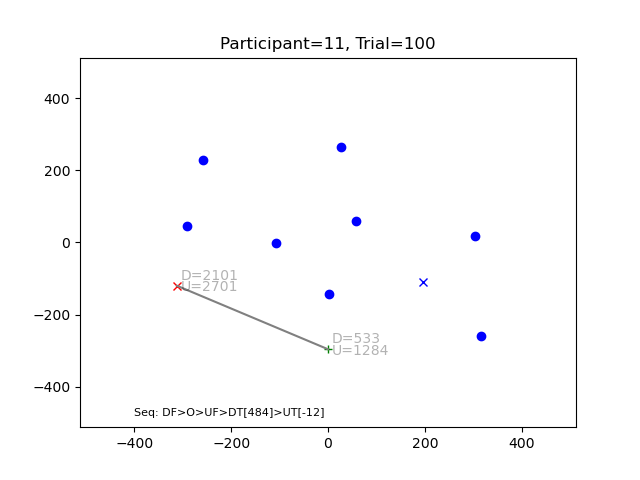 Participant=11, Trial=100
400
200
0
−200
−400
D=2101
U=2701
D=533
U=1284
Seq: DF>O>UF>DT[484]>UT[-12]
−400
−200
0
200
400